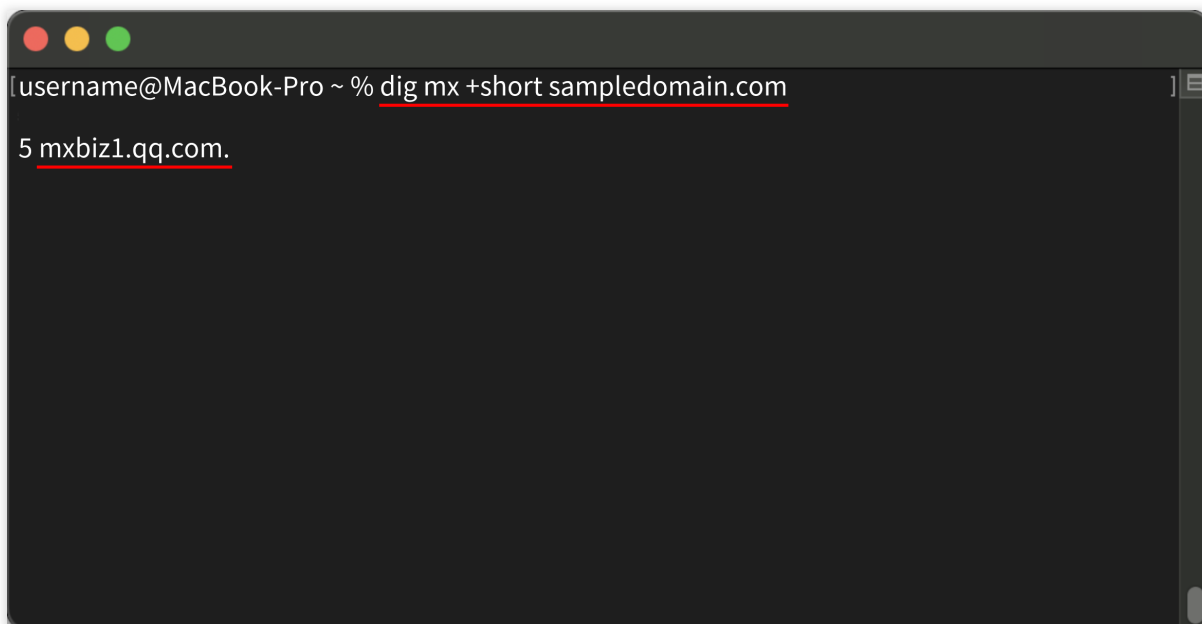 [username@MacBook-Pro ~ % dig mx +short sampledomain.com ]
5 mxbiz1.qq.com.